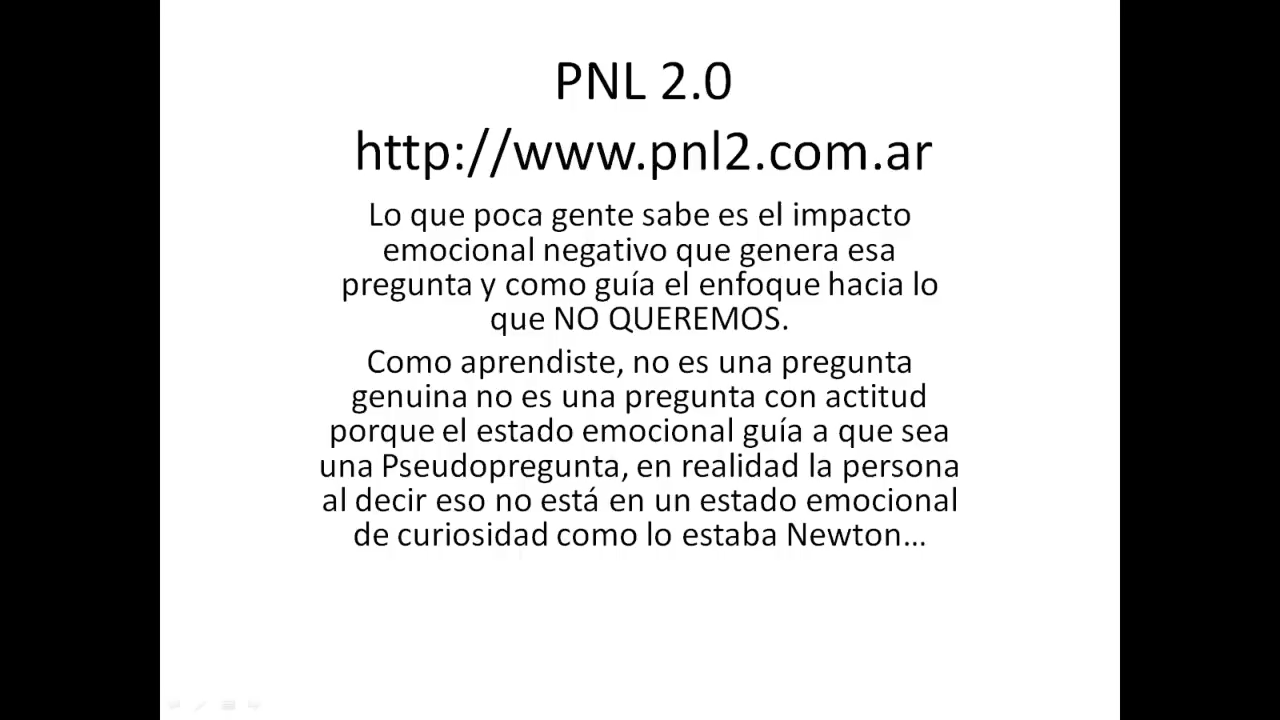 PNL 2.0
http://www.pnl2.com.ar
Lo que poca gente sabe es el impacto
emocional negativo que genera esa
pregunta y como guía el enfoque hacia lo
que NO QUEREMOS.
Como aprendiste, no es una pregunta
genuina no es una pregunta con actitud
porque el estado emocional guía a que sea
una Pseudopregunta, en realidad la persona
al decir eso no está en un estado emocional
de curiosidad como lo estaba Newton...